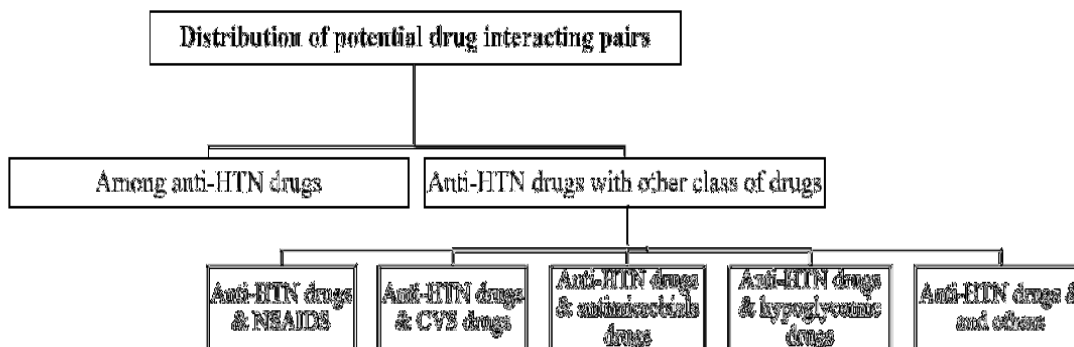 Distribution of potential drug interacting pairs
Among anti-HTN drugs
Anti-HTN drugs with other class of drugs
Anti-HTN drugs
& NSAIDS
Anti-HTN drugs
& CVS drugs
Anti-HTN drugs
& antimicrobials
drugs
Anti-HTN drugs
& hypoglycemic
drugs
Anti-HTN drugs &
and others